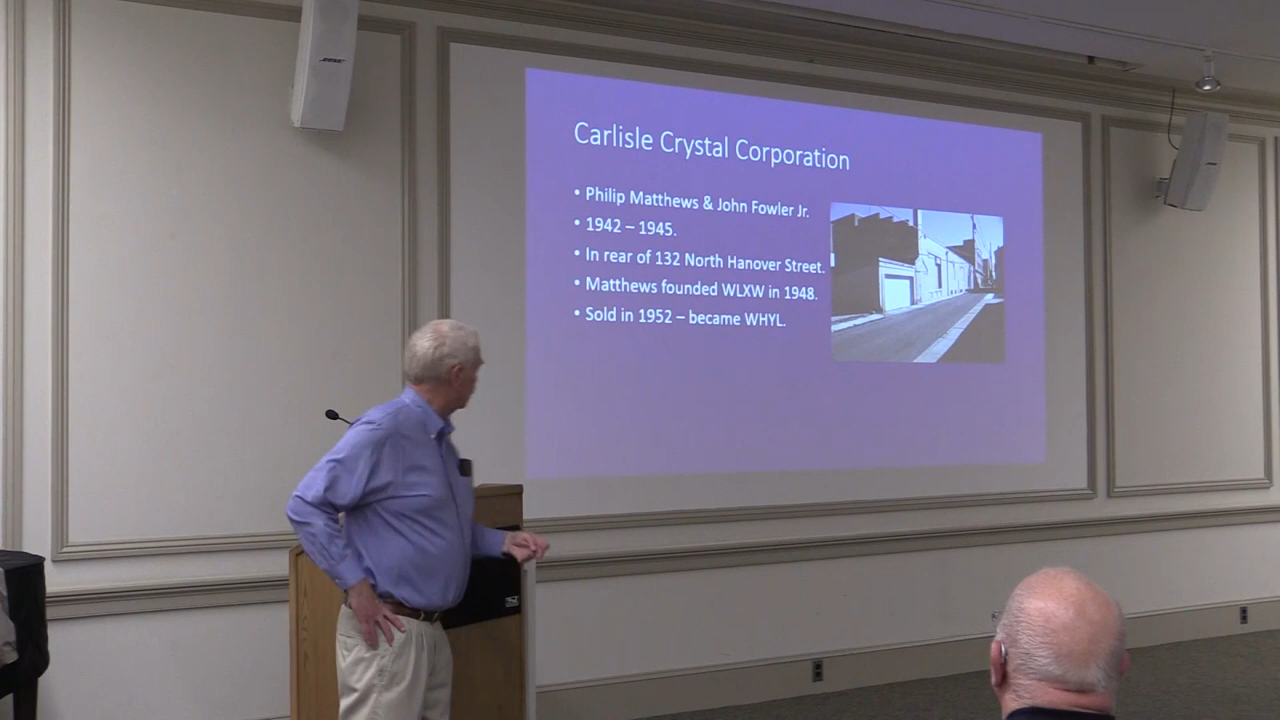 BOSE
Carlisle Crystal Corporation
• Philip Matthews & John Fowler Jr.
• 1942 – 1945.
• In rear of 132 North Hanover Street.
• Matthews founded WLXW in 1948.
• Sold in 1952 – became WHYL.